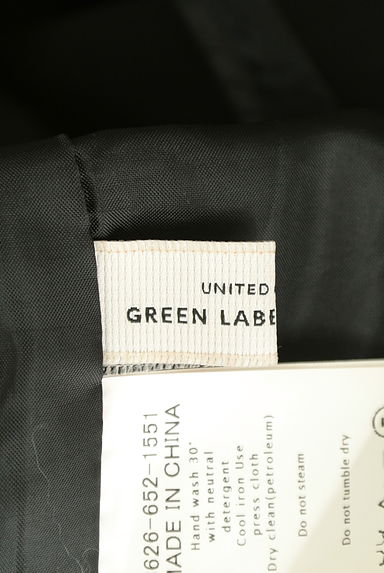 UNITED
GREEN LABE
626-652-1551
MADE IN CHINA
Hand wash 30°
with neutral
detergent
Cool iron Use
press cloth
Dry clean(petroleum)
Do not steam
Do not tumble dry